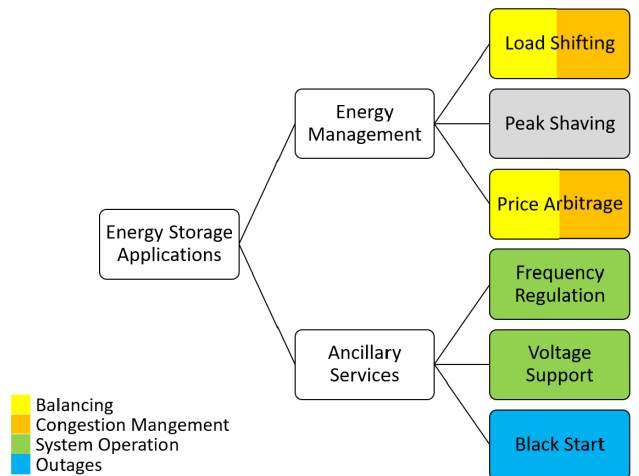 Load Shifting
Energy
Management
Peak Shaving
Price Arbitrage
Energy Storage
Applications
Frequency
Regulation
Ancillary
Services
Voltage
Support
Black Start
Balancing
Congestion Mangement
System Operation
Outages